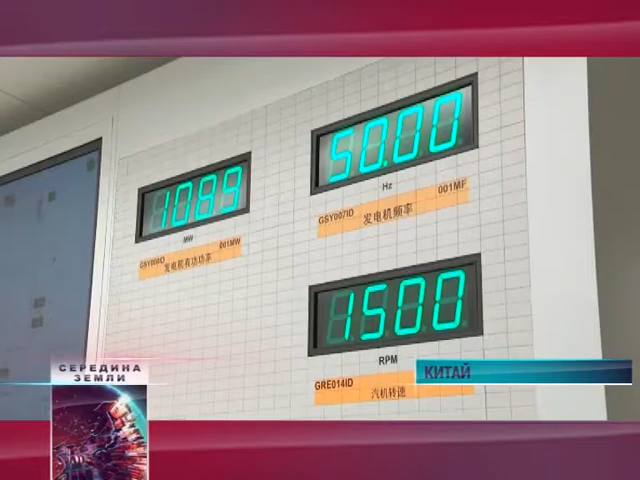 50.00
Hz
GSY007ID
001MF
发电机频率
1089
MW
001MW
发电机有功功率
1500
RPM
GRE014ID
汽机转速
СЕРЕДИНА
ЗЕМЛИ
КИТАЙ